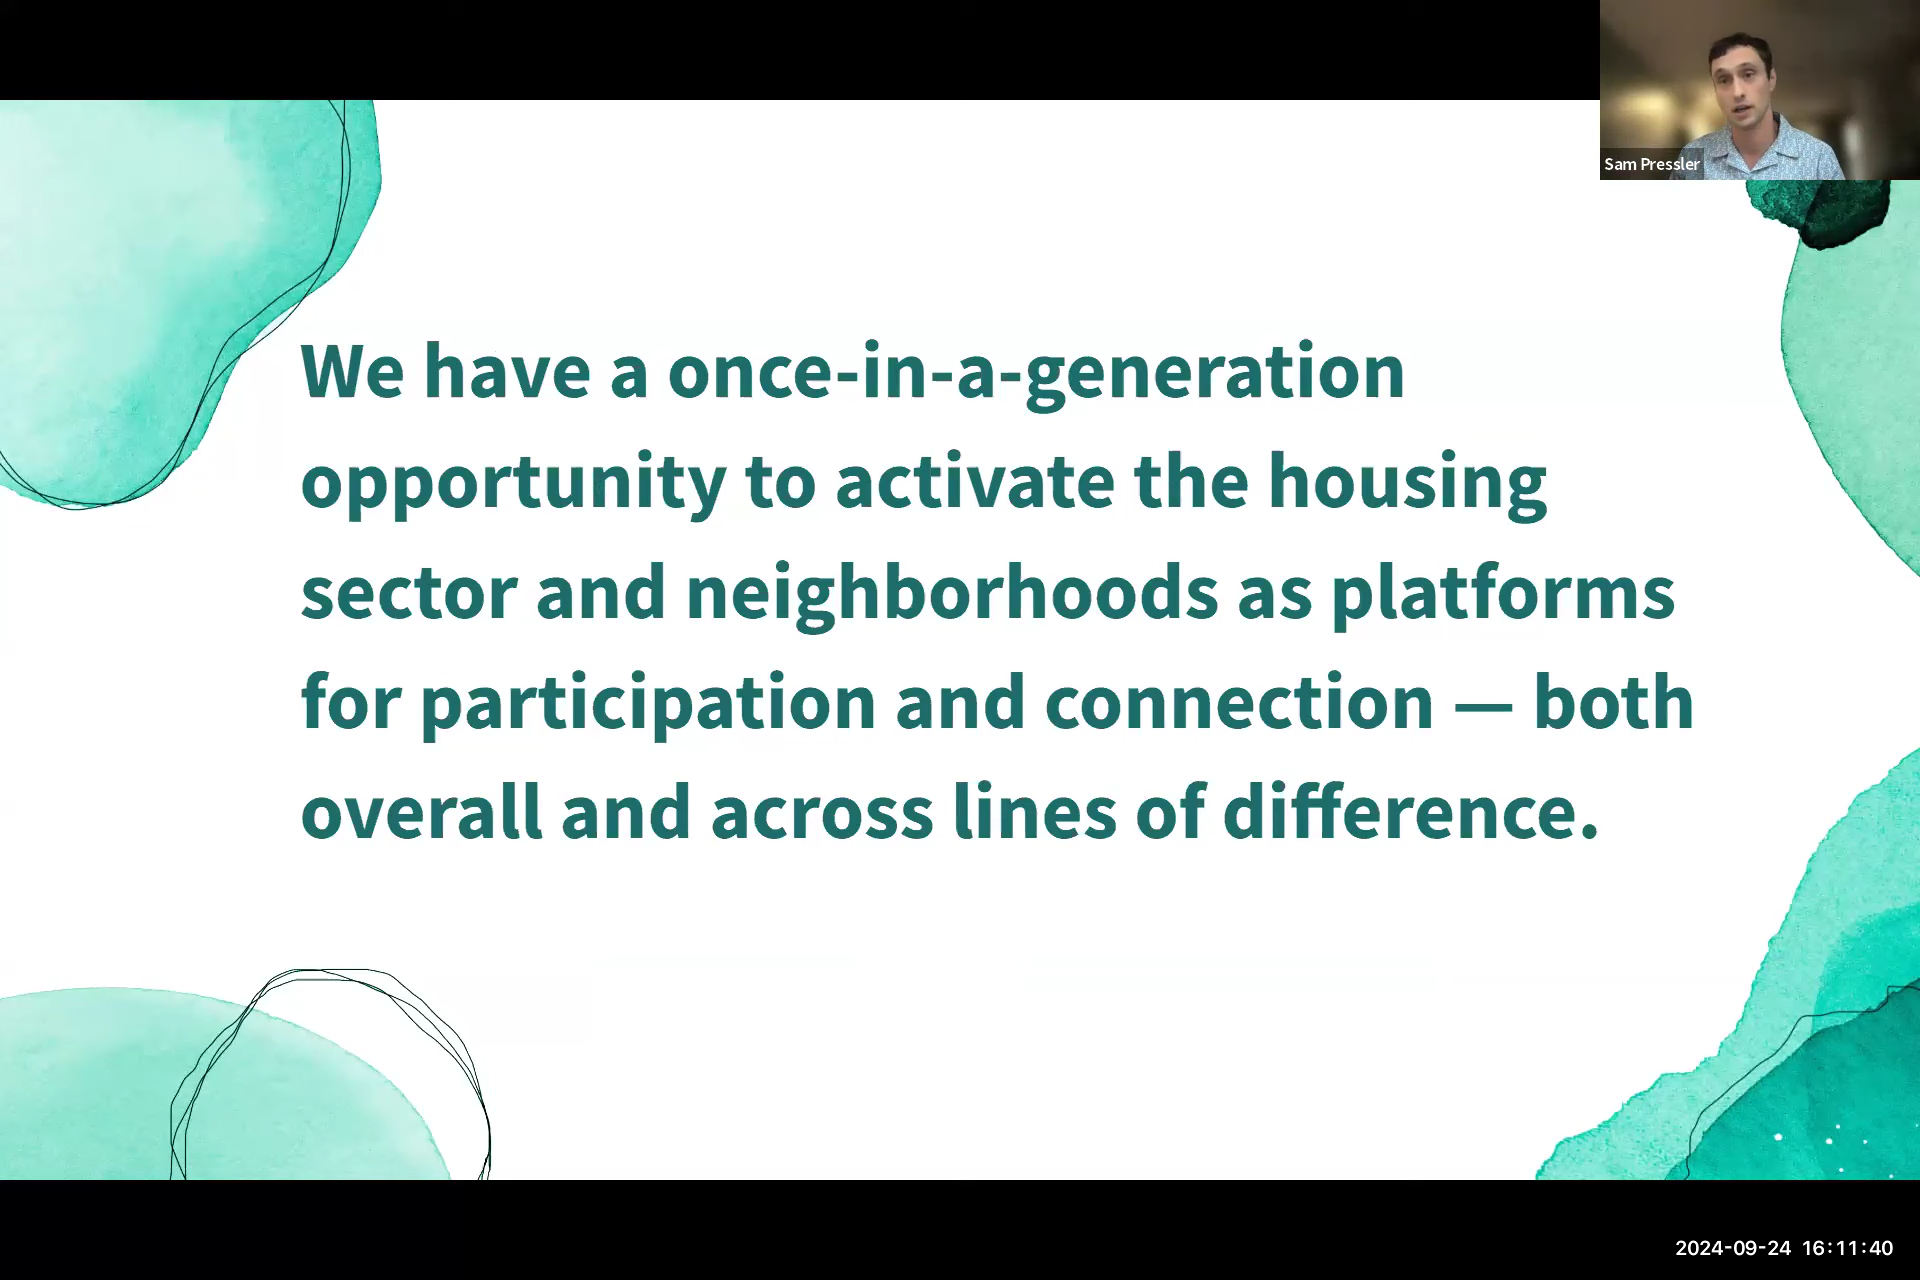 Sam Pressler
We have a once-in-a-generation
opportunity to activate the housing
sector and neighborhoods as platforms
for participation and connection — both
overall and across lines of difference.
2024-09-24 16:11:40